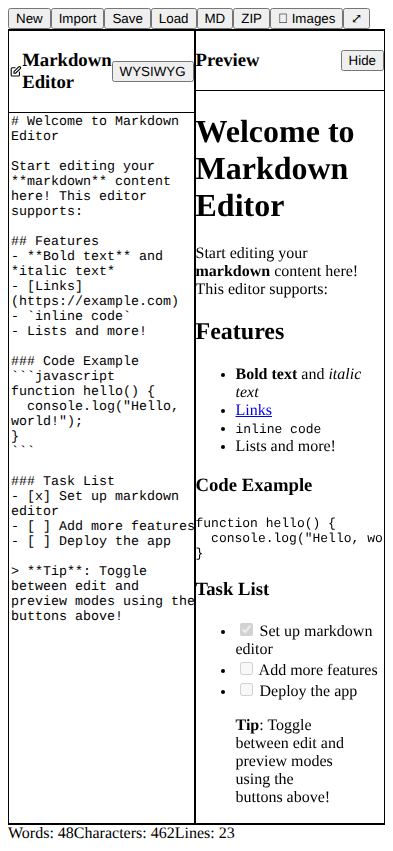 New Import Save Load MD ZIP Images ⤢
Markdown
Editor
WYSIWYG
# Welcome to Markdown
Editor
Start editing your
**markdown** content
here! This editor
supports:
## Features
- **Bold text** and
*italic text*
- [Links]
(https://example.com)
- `inline code`
- Lists and more!
### Code Example
```javascript
function hello() {
  console.log("Hello,
world!");
}
```
### Task List
- [x] Set up markdown
editor
- [ ] Add more features
- [ ] Deploy the app
> **Tip**: Toggle
between edit and
preview modes using the
buttons above!
Preview
Hide
Welcome to
Markdown
Editor
Start editing your
markdown content here!
This editor supports:
Features
Bold text and italic
text
Links
inline code
Lists and more!
Code Example
function hello() {
  console.log("Hello, wo
}
Task List
Set up markdown
editor
Add more features
Deploy the app
Tip: Toggle
between edit and
preview modes
using the
buttons above!
Words: 48Characters: 462Lines: 23